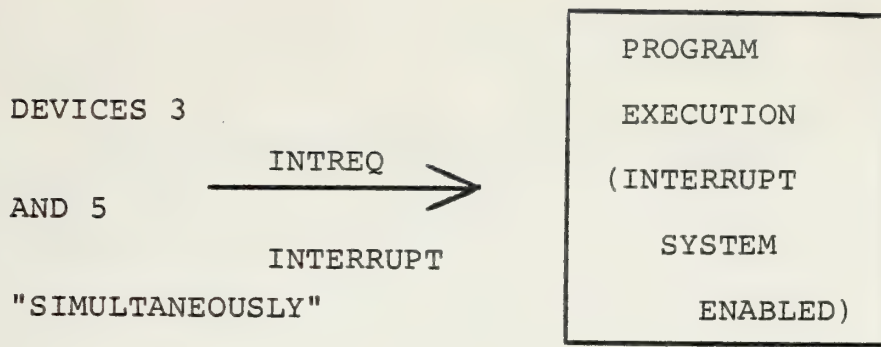 DEVICES 3
AND 5
"SIMULTANEOUSLY"
INTREQ
INTERRUPT
PROGRAM
EXECUTION
(INTERRUPT
SYSTEM
ENABLED)